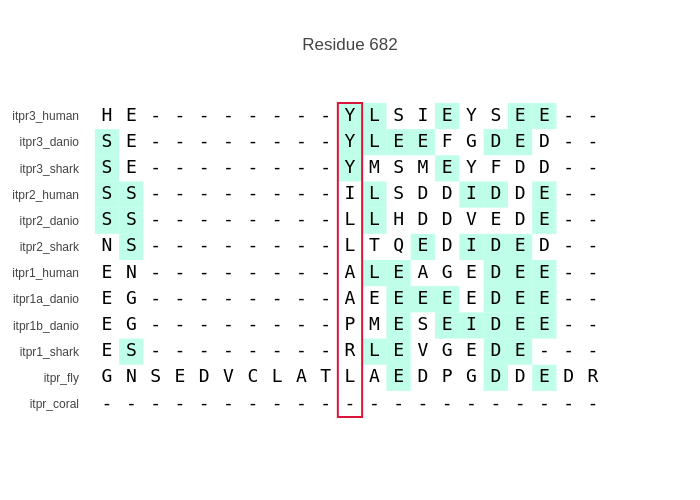 Residue 682
itpr3_human H E - - - - - - - - Y L S I E Y S E E - -
itpr3_danio S E - - - - - - - - Y L E E F G D E D - -
itpr3_shark S E - - - - - - - - Y M S M E Y F D D - -
itpr2_human S S - - - - - - - - I L S D D I D D E - -
itpr2_danio S S - - - - - - - - L L H D D V E D E - -
itpr2_shark N S - - - - - - - - L T Q E D I D E D - -
itpr1_human E N - - - - - - - - A L E A G E D E E - -
itpr1a_danio E G - - - - - - - - A E E E E E D E E - -
itpr1b_danio E G - - - - - - - - P M E S E I D E E - -
itpr1_shark E S - - - - - - - - R L E V G E D E - - -
itpr_fly G N S E D V C L A T L A E D P G D D E D R
itpr_coral - - - - - - - - - - - - - - - - - - - - -